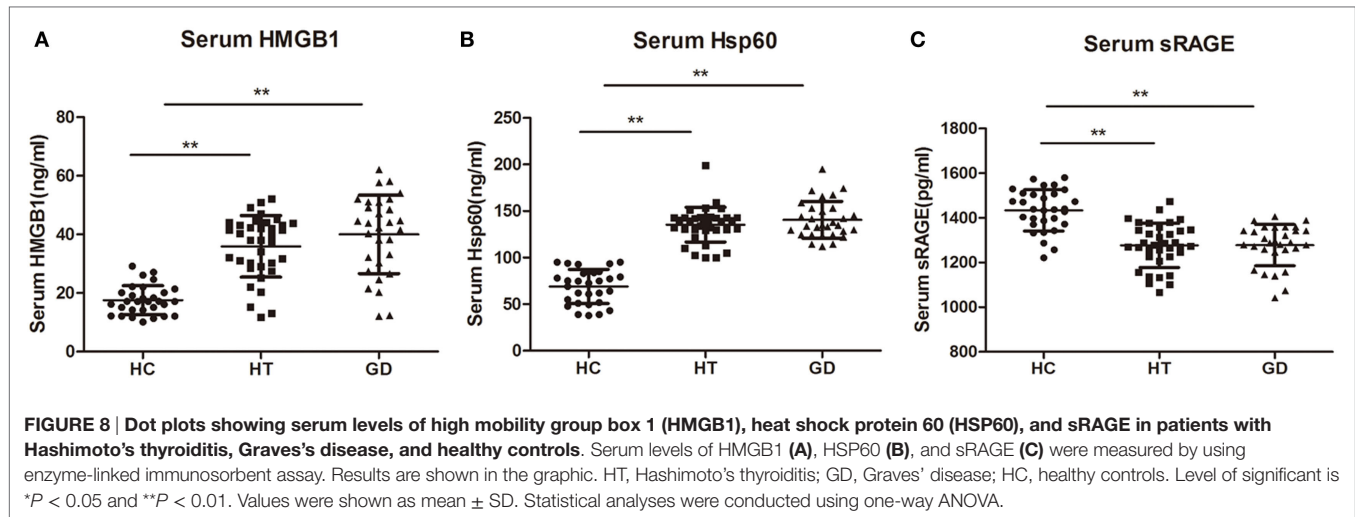 A
Serum HMGB1
**
**
Serum HMGB1(ng/ml)
80
60
40
20
0
HC HT GD
B
Serum Hsp60
**
**
Serum Hsp60(ng/ml)
250
200
150
100
50
0
HC HT GD
C
Serum sRAGE
**
**
Serum sRAGE(pg/ml)
1800
1600
1400
1200
1000
800
HC HT GD
FIGURE 8 | Dot plots showing serum levels of high mobility group box 1 (HMGB1), heat shock protein 60 (HSP60), and sRAGE in patients with
Hashimoto's thyroiditis, Graves's disease, and healthy controls. Serum levels of HMGB1 (A), HSP60 (B), and sRAGE (C) were measured by using
enzyme-linked immunosorbent assay. Results are shown in the graphic. HT, Hashimoto's thyroiditis; GD, Graves' disease; HC, healthy controls. Level of significant is
*P < 0.05 and **P < 0.01. Values were shown as mean ± SD. Statistical analyses were conducted using one-way ANOVA.